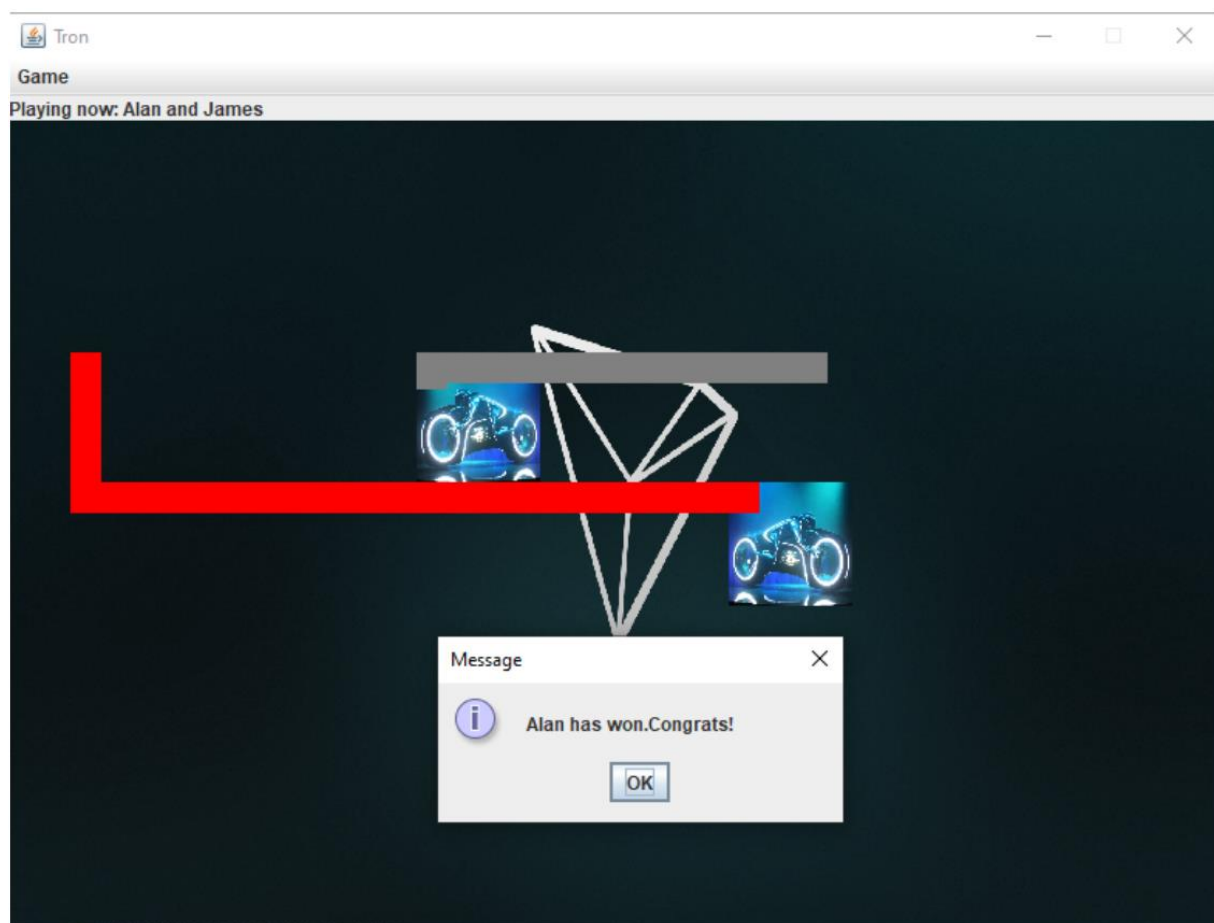 Tron
Game
Playing now: Alan and James
Message
Alan has won.Congrats!
OK